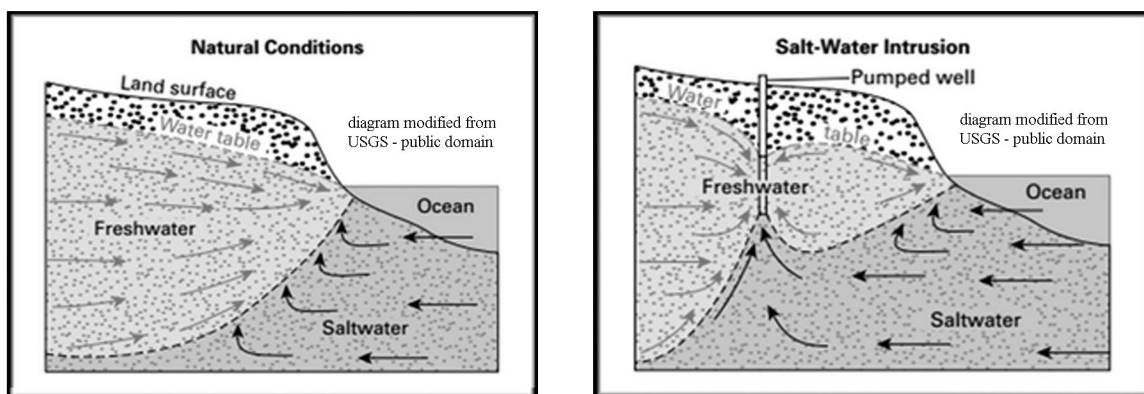 Natural Conditions
Land surface
Water table
diagram modified from
USGS - public domain
Ocean
Freshwater
Saltwater
Salt-Water Intrusion
Pumped well
Water
table
diagram modified from
USGS - public domain
Freshwater
Ocean
Saltwater